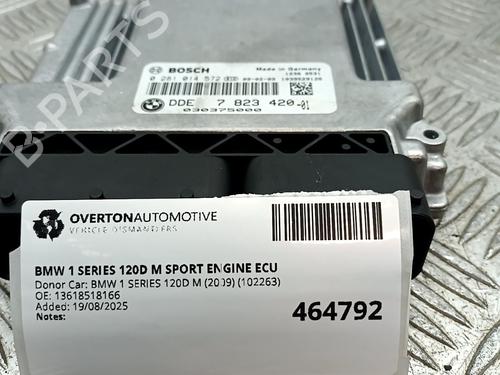 BOSCH
Made in Germany
0 281 014 572
DDE 7 823 420-01
030375000
B PARTS
OVERTONAUTOMOTIVE
VEHICLE DISMANTLERS
BMW 1 SERIES 120D M SPORT ENGINE ECU
Donor Car: BMW 1 SERIES 120D M (2009) (102263)
OE: 13618518166
Added: 19/08/2025
Notes:
464792